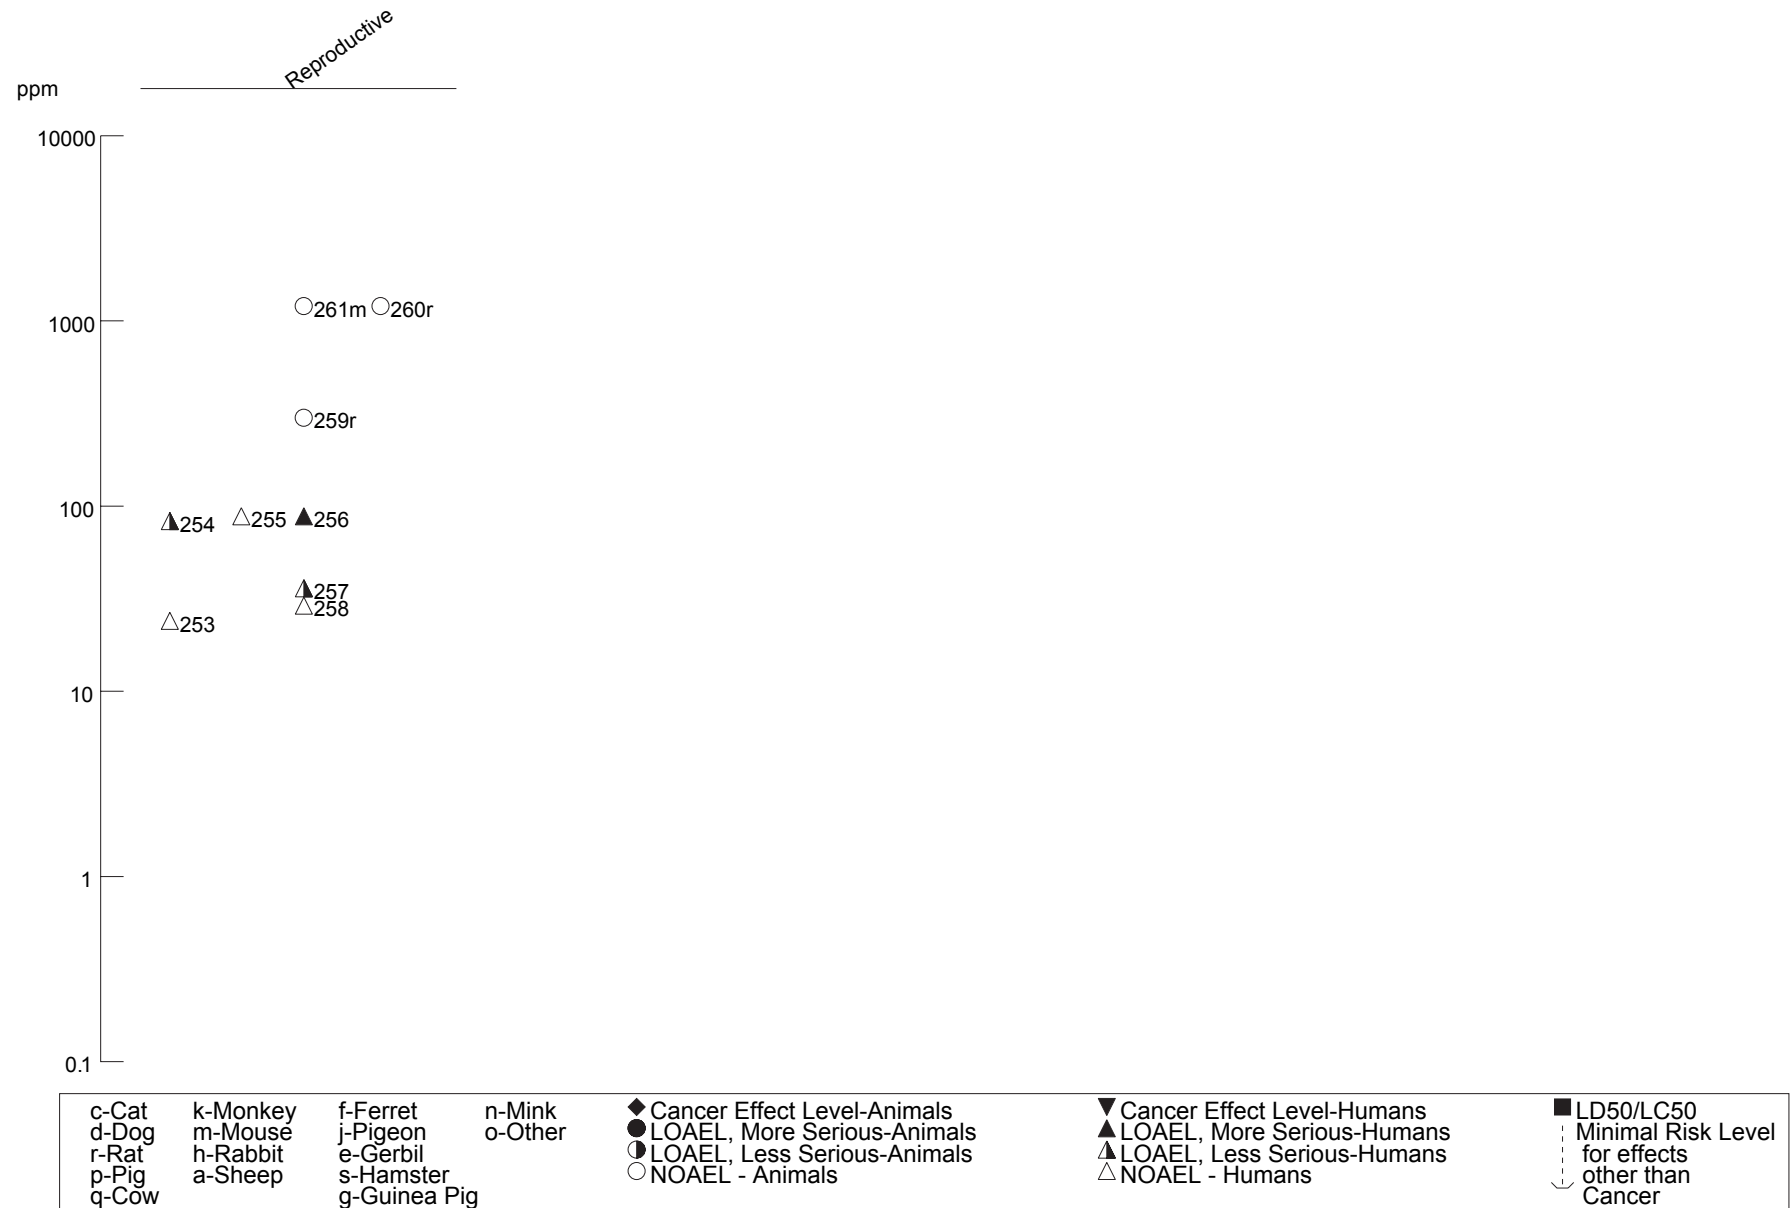 Reproductive
ppm
10000
261m 260r
1000
259r
100
254 255 256
257
258
253
10
1
0.1
c-Cat k-Monkey f-Ferret n-Mink Cancer Effect Level-Animals Cancer Effect Level-Humans LD50/LC50
d-Dog m-Mouse j-Pigeon o-Other LOAEL, More Serious-Animals LOAEL, More Serious-Humans Minimal Risk Level
r-Rat h-Rabbit e-Gerbil LOAEL, Less Serious-Animals LOAEL, Less Serious-Humans for effects
p-Pig a-Sheep s-Hamster NOAEL - Animals NOAEL - Humans other than
q-Cow g-Guinea Pig Cancer